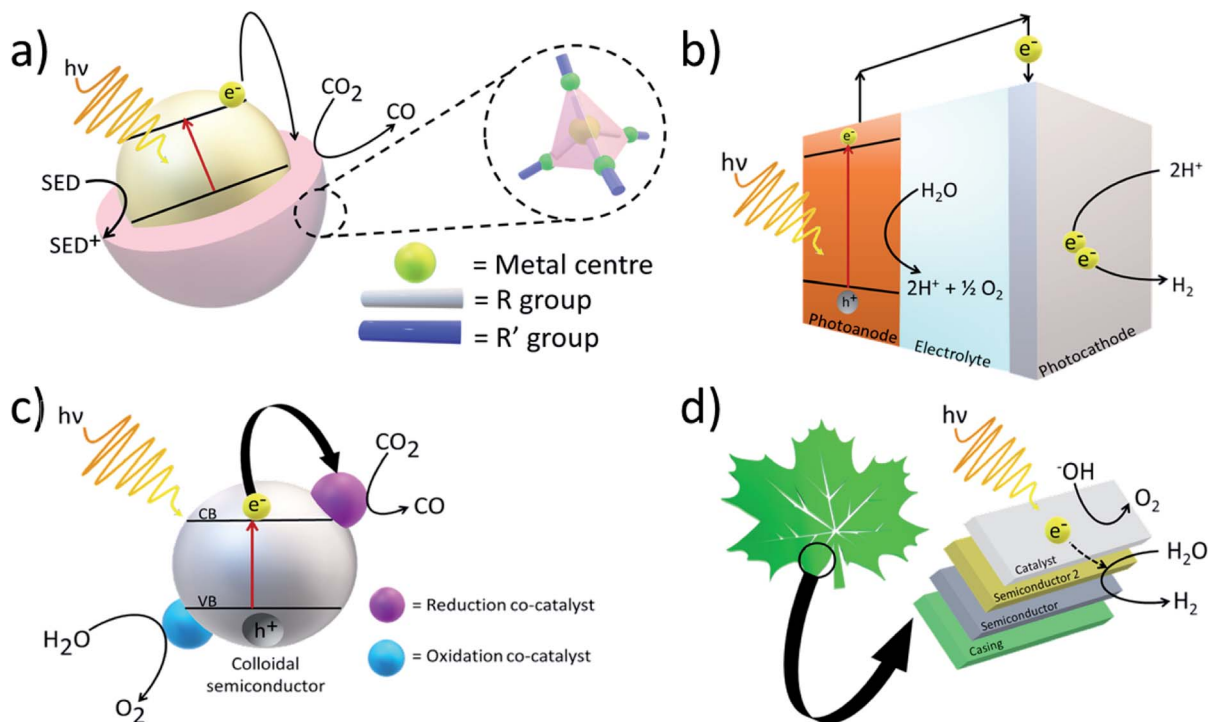 a)
hν
e⁻
CO₂
CO
SED
SED⁺
= Metal centre
= R group
= R' group
b)
e⁻
hν
e⁻
H₂O
2H⁺ + ½ O₂
h⁺
Photoanode
Electrolyte
Photocathode
2H⁺
e⁻
e⁻
H₂
c)
hν
CO₂
CO
e⁻
CB
VB
h⁺
H₂O
O₂
Colloidal
semiconductor
= Reduction co-catalyst
= Oxidation co-catalyst
d)
hν
⁻OH
O₂
e⁻
H₂O
H₂
Catalyst
Semiconductor 2
Semiconductor
Casing